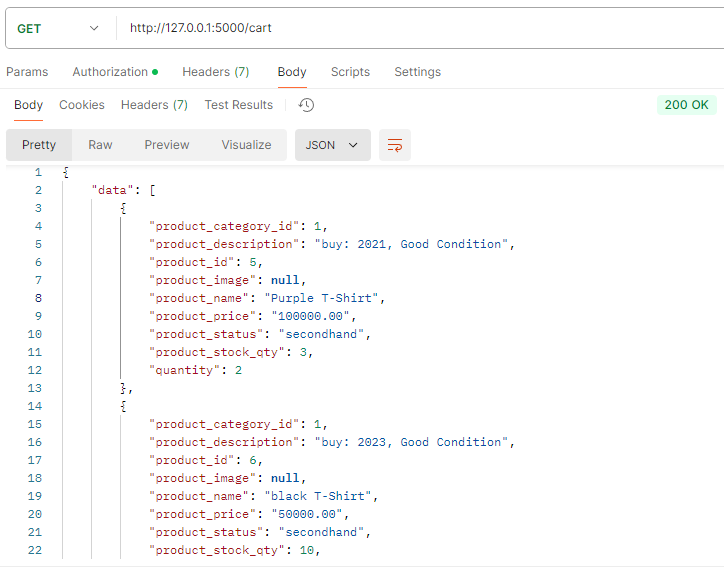 GET http://127.0.0.1:5000/cart
Params Authorization Headers (7) Body Scripts Settings
Body Cookies Headers (7) Test Results 200 OK
Pretty Raw Preview Visualize JSON
1 {
2 "data": [
3 {
4 "product_category_id": 1,
5 "product_description": "buy: 2021, Good Condition",
6 "product_id": 5,
7 "product_image": null,
8 "product_name": "Purple T-Shirt",
9 "product_price": "100000.00",
10 "product_status": "secondhand",
11 "product_stock_qty": 3,
12 "quantity": 2
13 },
14 {
15 "product_category_id": 1,
16 "product_description": "buy: 2023, Good Condition",
17 "product_id": 6,
18 "product_image": null,
19 "product_name": "black T-Shirt",
20 "product_price": "50000.00",
21 "product_status": "secondhand",
22 "product_stock_qty": 10,